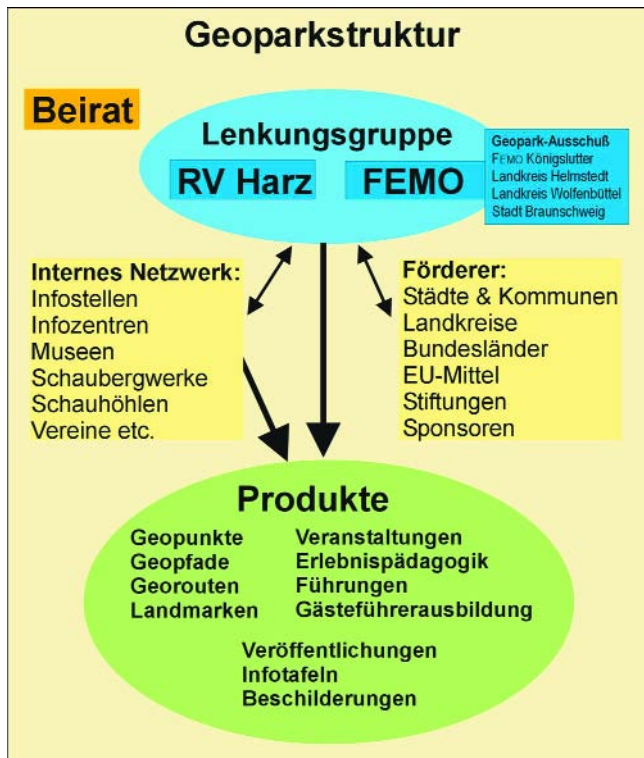 Geoparkstruktur
Beirat
Lenkungsgruppe
RV Harz
FEMO
Geopark-Ausschuß
FEMO Königslutter
Landkreis Helmstedt
Landkreis Wolfenbüttel
Stadt Braunschweig
Internes Netzwerk:
Infostellen
Infozentren
Museen
Schaubergwerke
Schauhöhlen
Vereine etc.
Förderer:
Städte & Kommunen
Landkreise
Bundesländer
EU-Mittel
Stiftungen
Sponsoren
Produkte
Geopunkte
Geopfade
Georouten
Landmarken
Veranstaltungen
Erlebnispädagogik
Führungen
Gästeführerausbildung
Veröffentlichungen
Infotafeln
Beschilderungen